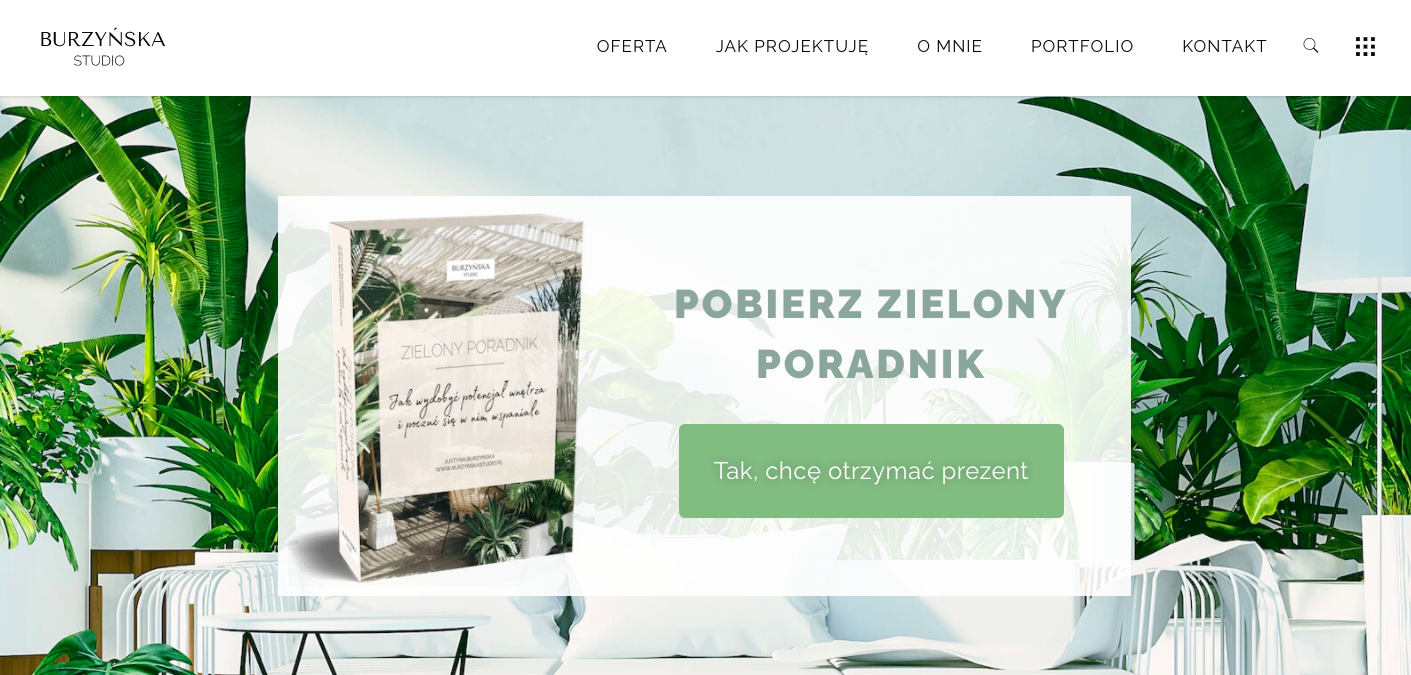 BURZYŃSKA
STUDIO
OFERTA JAK PROJEKTUJĘ O MNIE PORTFOLIO KONTAKT
BURZYŃSKA
STUDIO
ZIELONY PORADNIK
Jak wydobyć potencjał wnętrza
i poczuć się w nim wspaniale
JUSTYNA BURZYŃSKA
WWW.BURZYNSKASTUDIO.PL
POBIERZ ZIELONY
PORADNIK
Tak, chcę otrzymać prezent